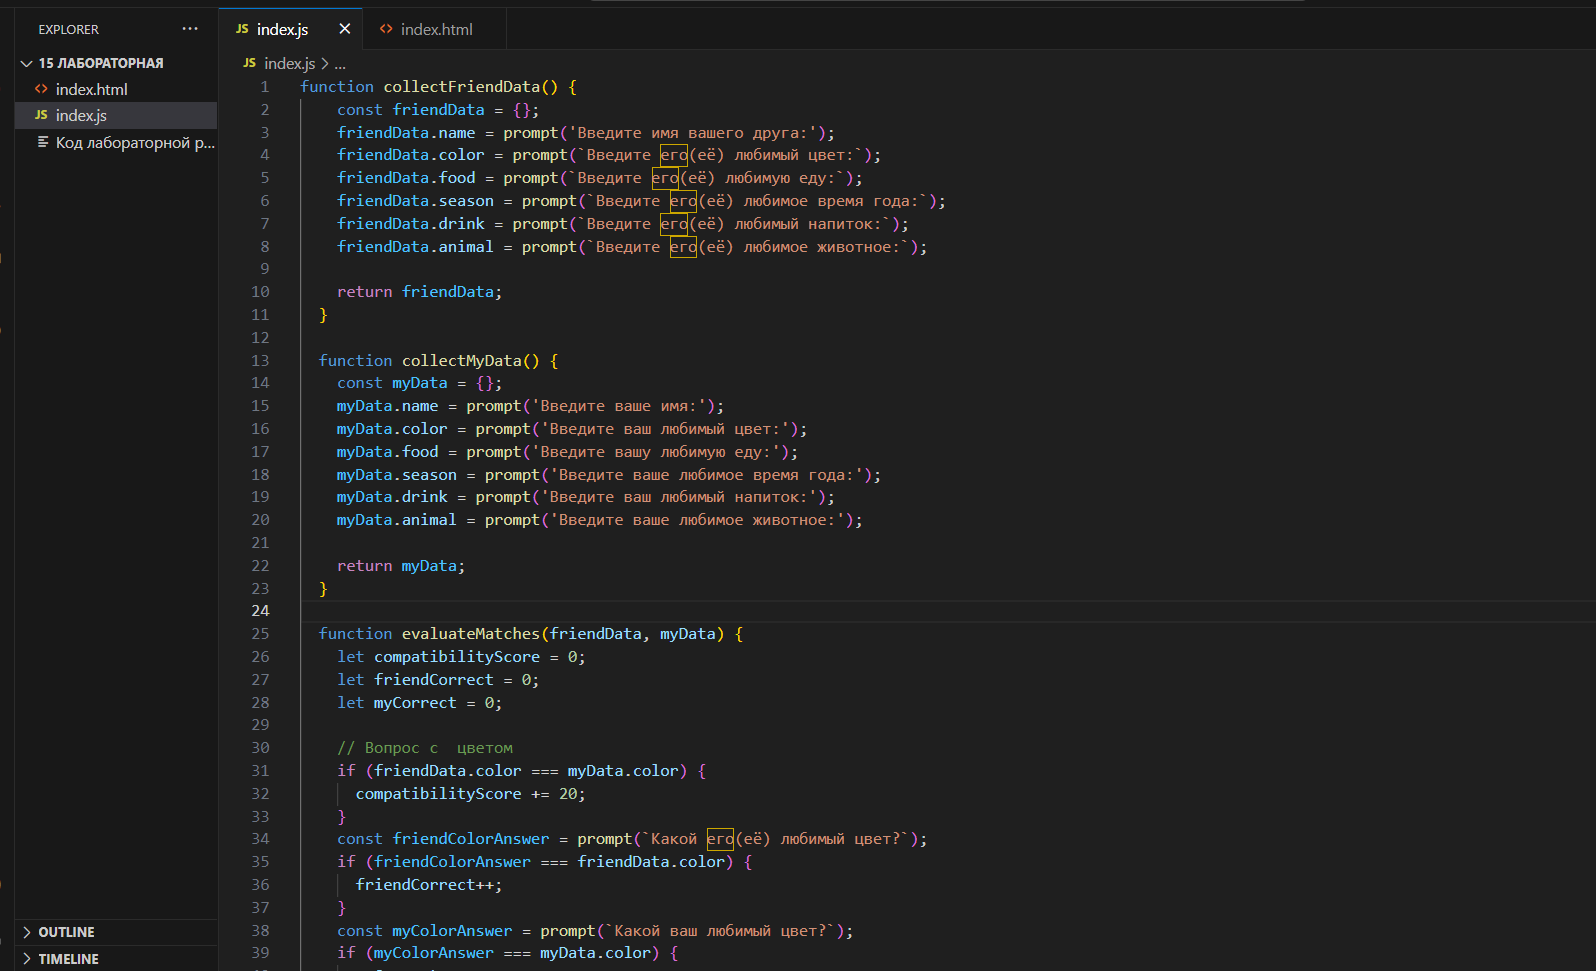 EXPLORER ...
15 ЛАБОРАТОРНАЯ
index.html
JS index.js
Код лабораторной р...
OUTLINE
TIMELINE
JS index.js
index.html
JS index.js > ...
1 function collectFriendData() {
2 const friendData = {};
3 friendData.name = prompt('Введите имя вашего друга:');
4 friendData.color = prompt(`Введите его(её) любимый цвет:`);
5 friendData.food = prompt(`Введите его(её) любимую еду:`);
6 friendData.season = prompt(`Введите его(её) любимое время года:`);
7 friendData.drink = prompt(`Введите его(её) любимый напиток:`);
8 friendData.animal = prompt(`Введите его(её) любимое животное:`);
9
10 return friendData;
11 }
12
13 function collectMyData() {
14 const myData = {};
15 myData.name = prompt('Введите ваше имя:');
16 myData.color = prompt('Введите ваш любимый цвет:');
17 myData.food = prompt('Введите вашу любимую еду:');
18 myData.season = prompt('Введите ваше любимое время года:');
19 myData.drink = prompt('Введите ваш любимый напиток:');
20 myData.animal = prompt('Введите ваше любимое животное:');
21
22 return myData;
23 }
24
25 function evaluateMatches(friendData, myData) {
26 let compatibilityScore = 0;
27 let friendCorrect = 0;
28 let myCorrect = 0;
29
30 // Вопрос с  цветом
31 if (friendData.color === myData.color) {
32 compatibilityScore += 20;
33 }
34 const friendColorAnswer = prompt(`Какой его(её) любимый цвет?`);
35 if (friendColorAnswer === friendData.color) {
36 friendCorrect++;
37 }
38 const myColorAnswer = prompt(`Какой ваш любимый цвет?`);
39 if (myColorAnswer === myData.color) {